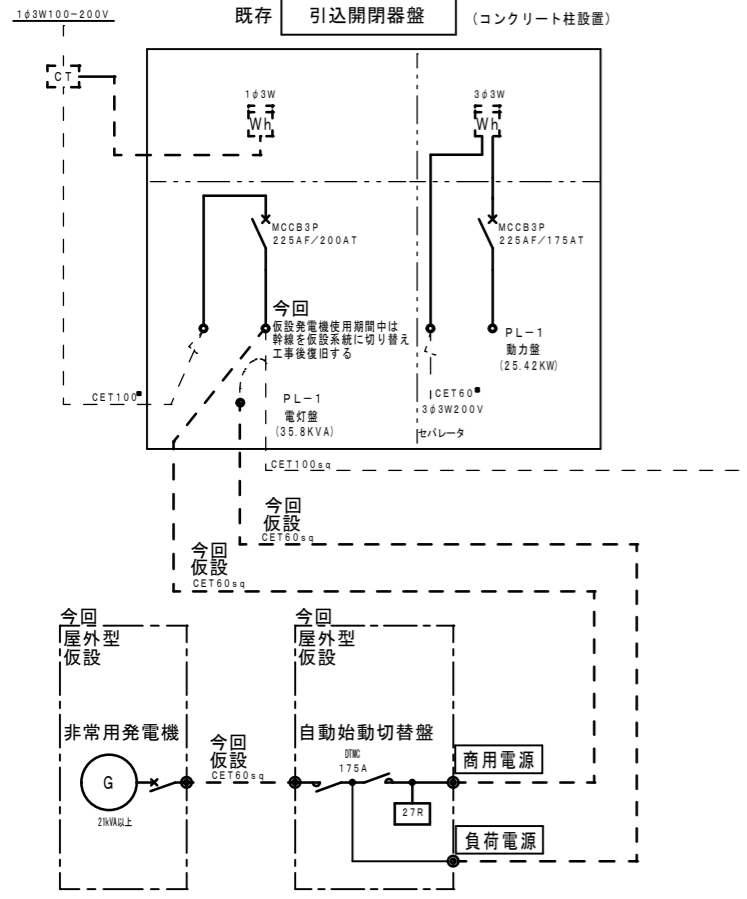 1φ3W100-200V
既存 引込開閉器盤 (コンクリート柱設置)
CT
1φ3W
Wh
3φ3W
Wh
MCCB3P
225AF/200AT
MCCB3P
225AF/175AT
今回
仮設発電機使用期間中は
幹線を仮設系統に切り替え
工事後復旧する
PL-1
動力盤
(25.42KW)
CET100
PL-1
電灯盤
(35.8KVA)
CET60
3φ3W200V
セパレータ
CET100sq
今回
仮設
CET60sq
今回
仮設
CET60sq
今回
屋外型
仮設
今回
屋外型
仮設
非常用発電機
G
21kVA以上
今回
仮設
CET60sq
自動始動切替盤
DTMC
175A
27R
商用電源
負荷電源